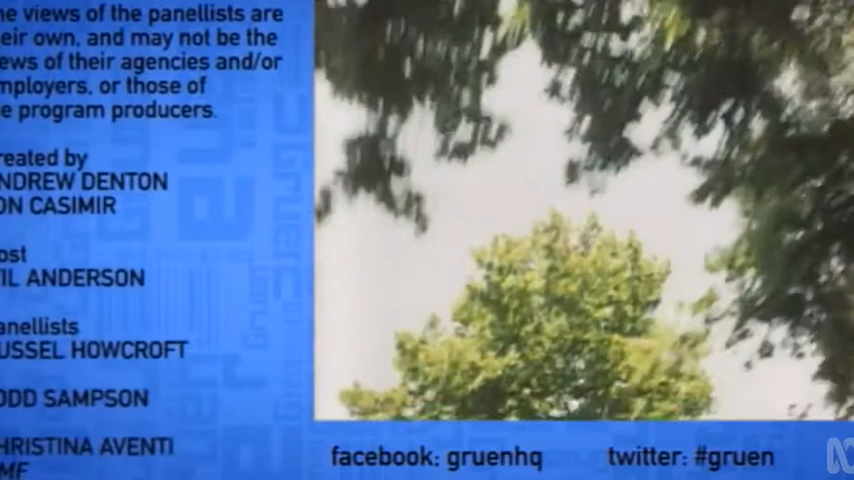 he views of the panellists are
eir own, and may not be the
ews of their agencies and/or
mployers, or those of
e program producers.
reated by
NDREW DENTON
ON CASIMIR
ost
IL ANDERSON
anellists
USSEL HOWCROFT
ODD SAMPSON
HRISTINA AVENTI
MF
facebook: gruenhq
twitter: #gruen